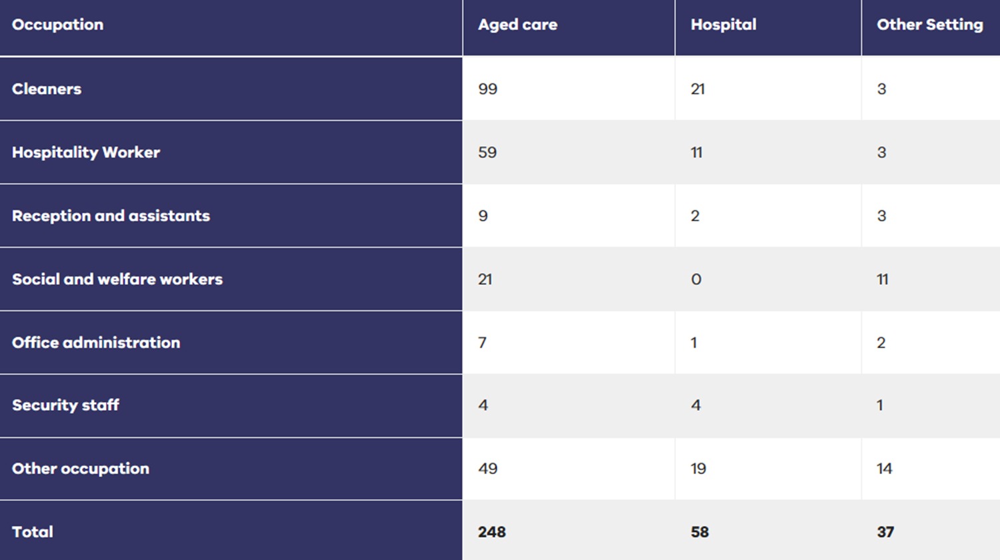 Occupation Aged care Hospital Other Setting
Cleaners 99 21 3
Hospitality Worker 59 11 3
Reception and assistants 9 2 3
Social and welfare workers 21 0 11
Office administration 7 1 2
Security staff 4 4 1
Other occupation 49 19 14
Total 248 58 37